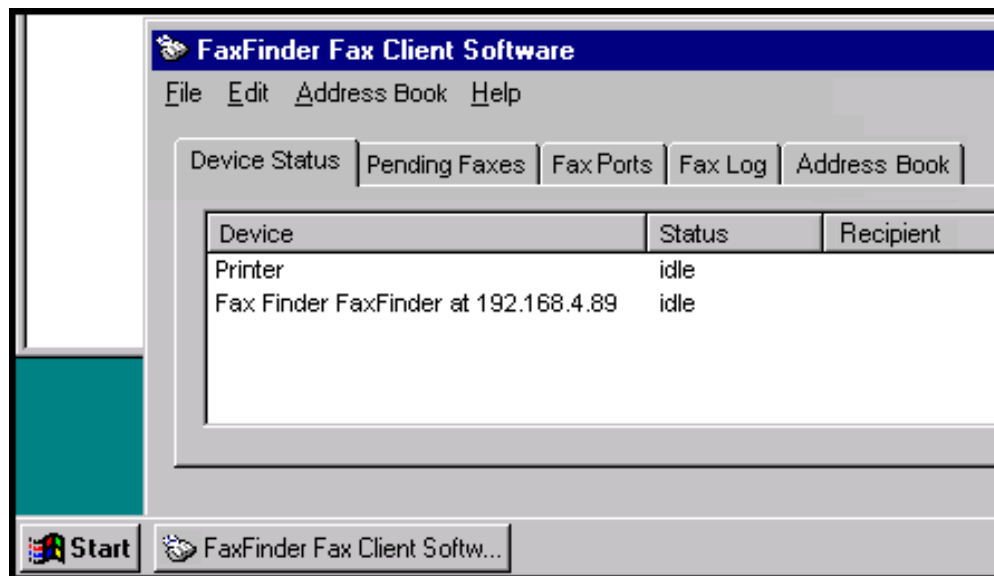 FaxFinder Fax Client Software
File Edit Address Book Help
Device Status Pending Faxes Fax Ports Fax Log Address Book
Device Status Recipient
Printer idle
Fax Finder FaxFinder at 192.168.4.89 idle
Start FaxFinder Fax Client Softw...